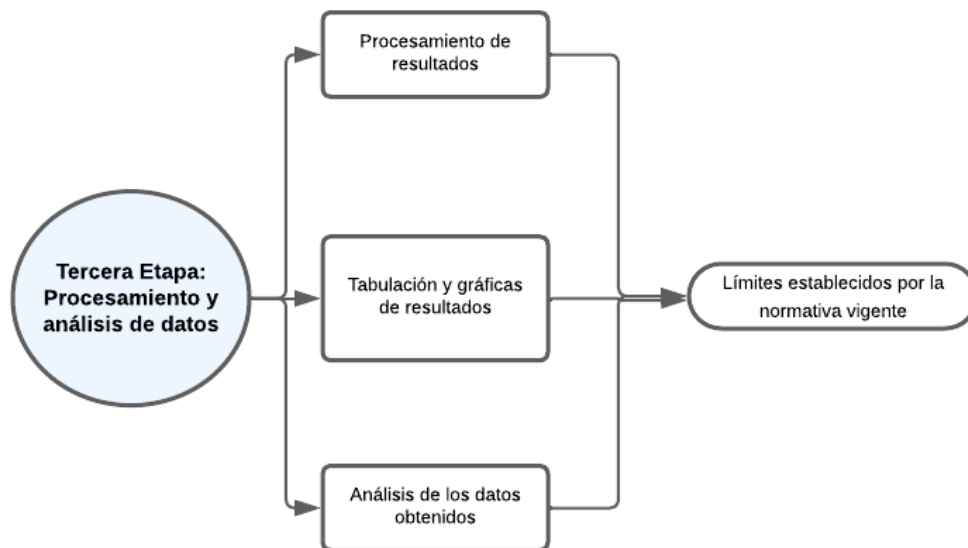 Procesamiento de
resultados
Tercera Etapa:
Procesamiento y
análisis de datos
Tabulación y gráficas
de resultados
Límites establecidos por la
normativa vigente
Análisis de los datos
obtenidos